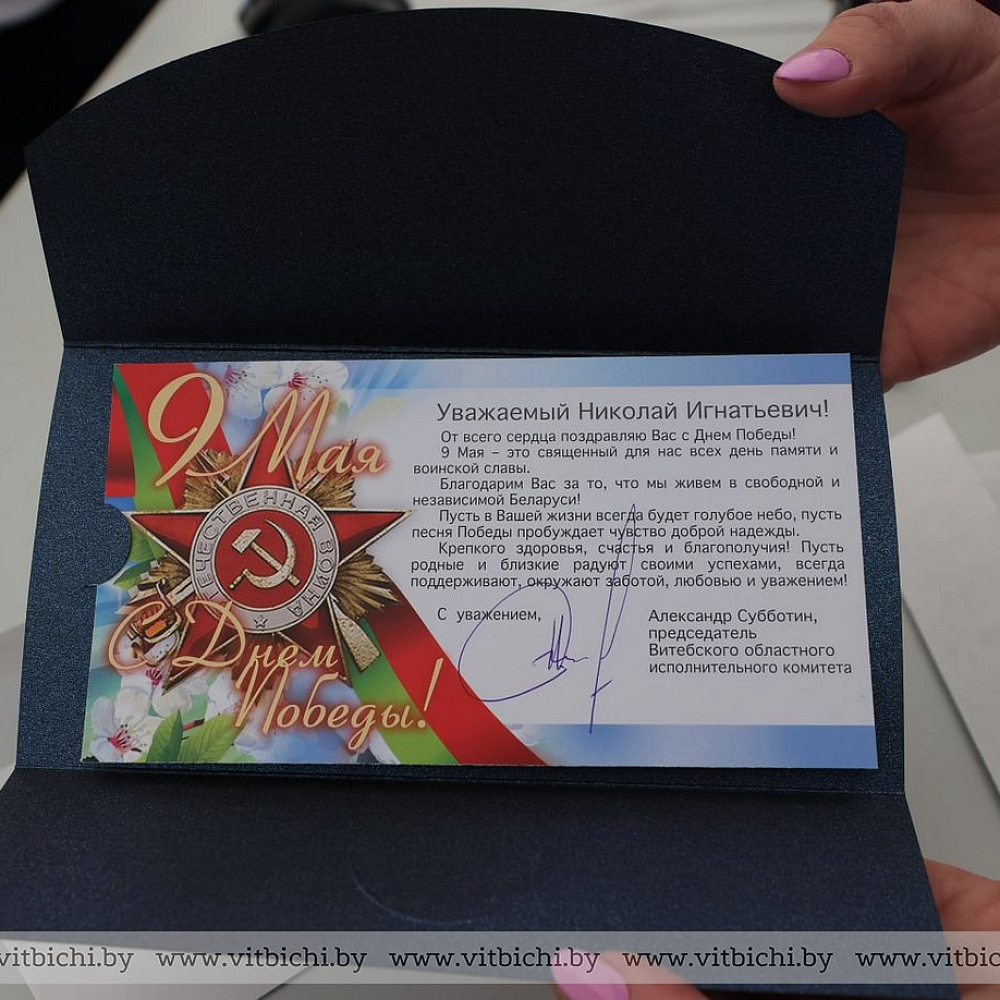 9 Мая
ОТЕЧЕСТВЕННАЯ ВОЙНА
С Днем
Победы!
Уважаемый Николай Игнатьевич!
От всего сердца поздравляю Вас с Днем Победы!
9 Мая – это священный для нас всех день памяти и
воинской славы.
Благодарим Вас за то, что мы живем в свободной и
независимой Беларуси!
Пусть в Вашей жизни всегда будет голубое небо, пусть
песня Победы пробуждает чувство доброй надежды.
Крепкого здоровья, счастья и благополучия! Пусть
родные и близкие радуют своими успехами, всегда
поддерживают, окружают заботой, любовью и уважением!
С уважением,
Александр Субботин,
председатель
Витебского областного
исполнительного комитета
vitbichi.by www.vitbichi.by www.vitbichi.by www.vitbichi.by